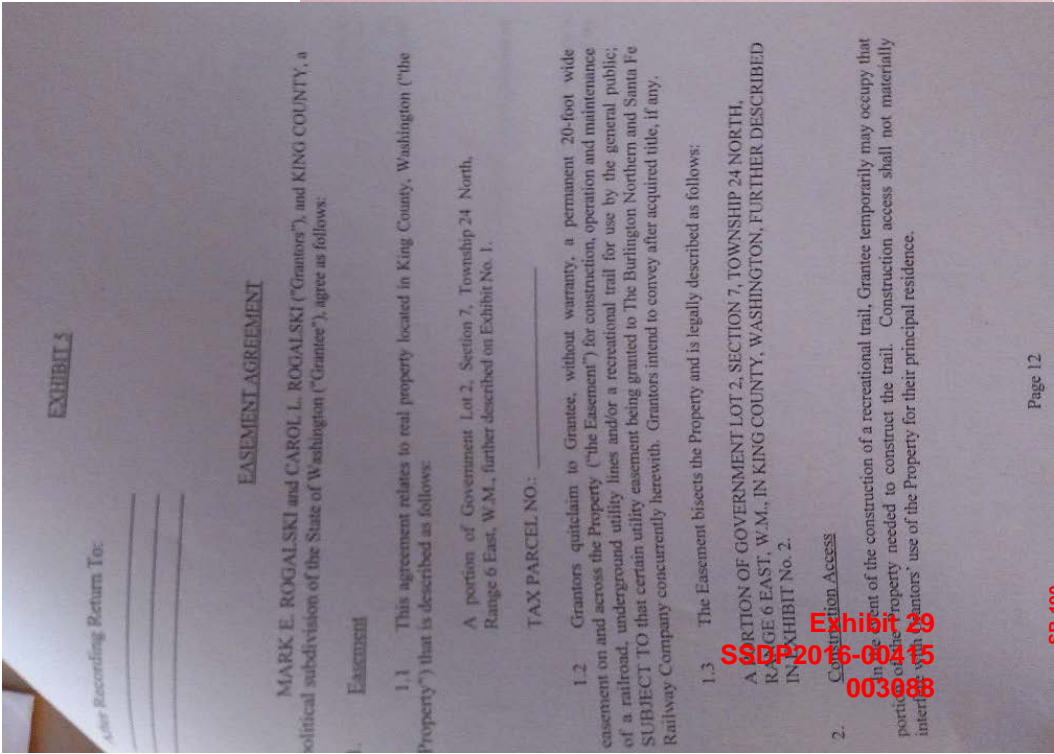 EXHIBIT 5
After Recording Return To:
EASEMENT AGREEMENT
MARK E. ROGALSKI and CAROL L. ROGALSKI ("Grantors"), and KING COUNTY, a
political subdivision of the State of Washington ("Grantee"), agree as follows:
Easement
1.1 This agreement relates to real property located in King County, Washington ("the
Property") that is described as follows:
A portion of Government Lot 2, Section 7, Township 24 North,
Range 6 East, W.M., further described on Exhibit No. 1.
TAX PARCEL NO.:
1.2 Grantors quitclaim to Grantee, without warranty, a permanent 20-foot wide
easement on and across the Property ("the Easement") for construction, operation and maintenance
of a railroad, underground utility lines and/or a recreational trail for use by the general public;
SUBJECT TO that certain utility easement being granted to The Burlington Northern and Santa Fe
Railway Company concurrently herewith. Grantors intend to convey after acquired title, if any.
1.3 The Easement bisects the Property and is legally described as follows:
A PORTION OF GOVERNMENT LOT 2, SECTION 7, TOWNSHIP 24 NORTH,
RANGE 6 EAST, W.M., IN KING COUNTY, WASHINGTON, FURTHER DESCRIBED
IN EXHIBIT No. 2.
2. Construction Access
In the event of the construction of a recreational trail, Grantee temporarily may occupy that
portion of the Property needed to construct the trail. Construction access shall not materially
interfere with Grantors' use of the Property for their principal residence.
Page 12
Exhibit 29
SSDP2016-00415
003088